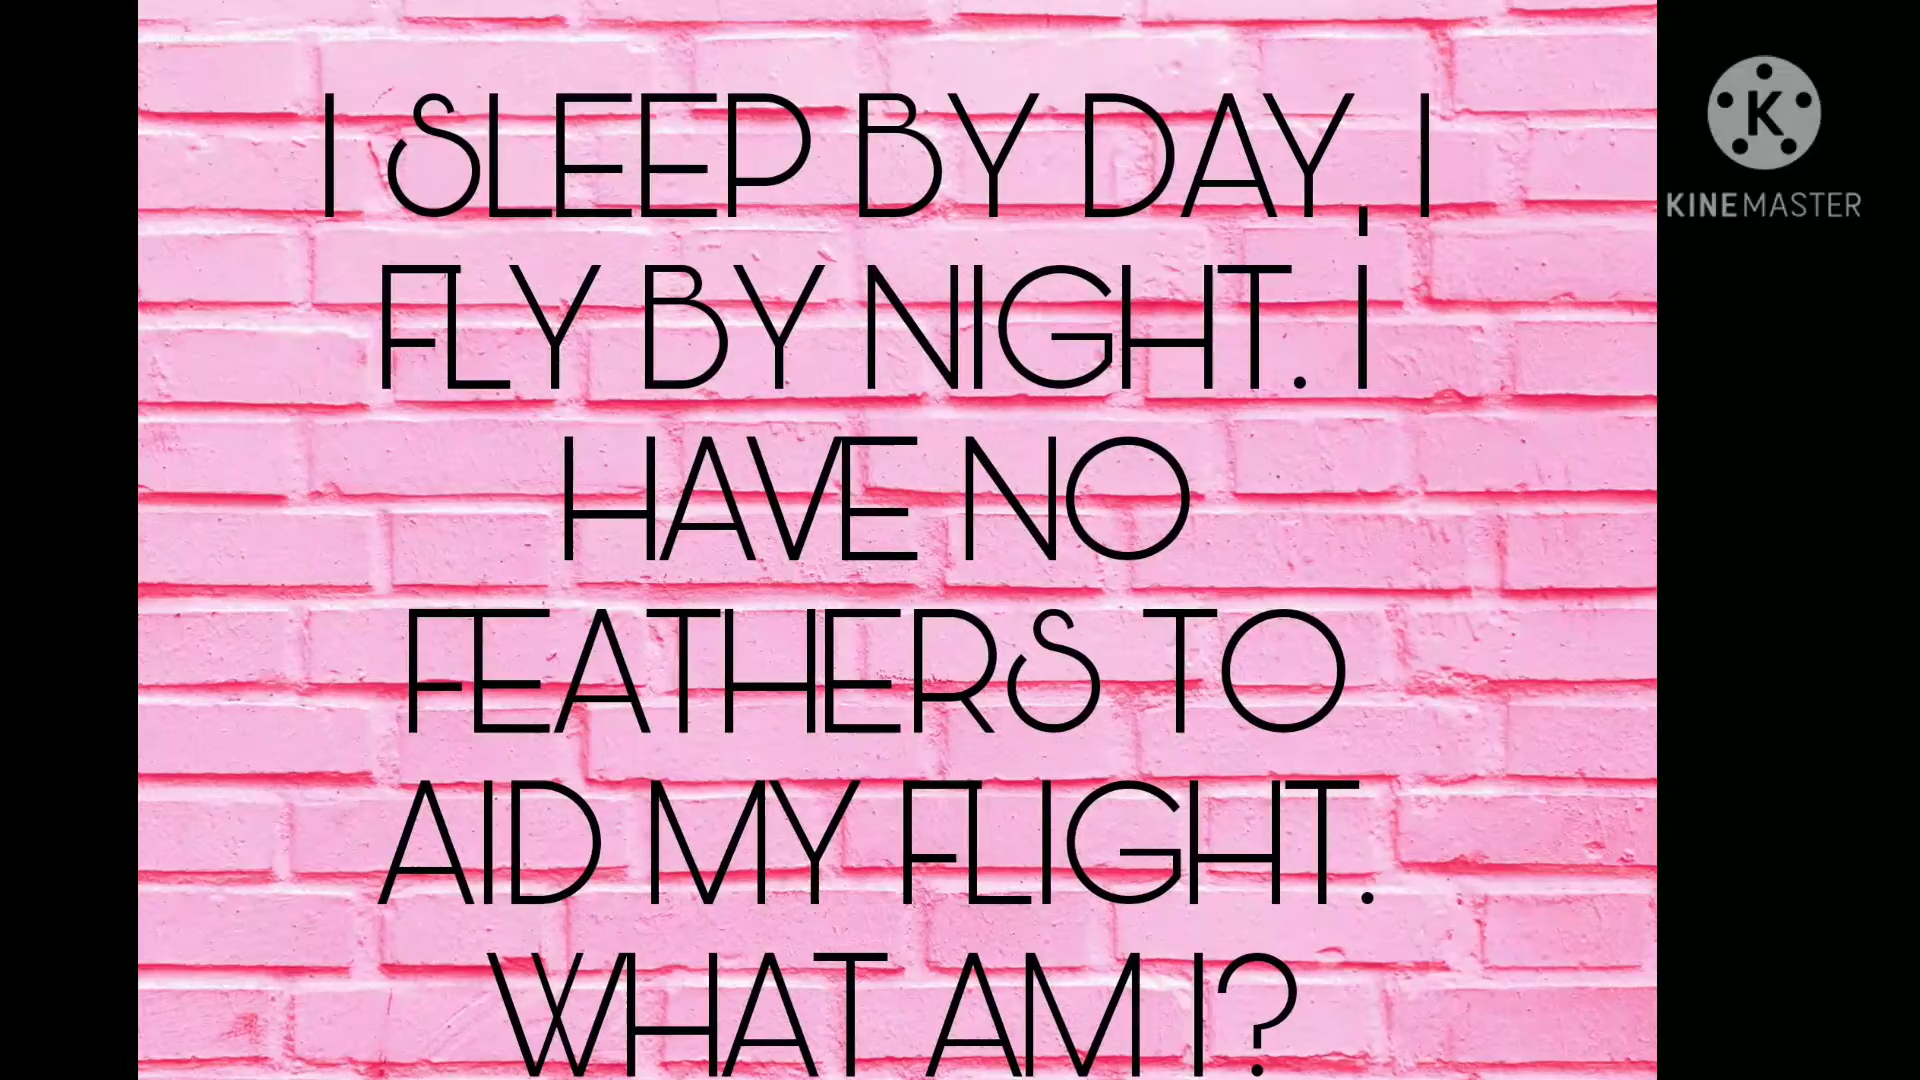 I SLEEP BY DAY, I
FLY BY NIGHT. I
HAVE NO
FEATHERS TO
AID MY FLIGHT.
WHAT AM I?
K
KINEMASTER